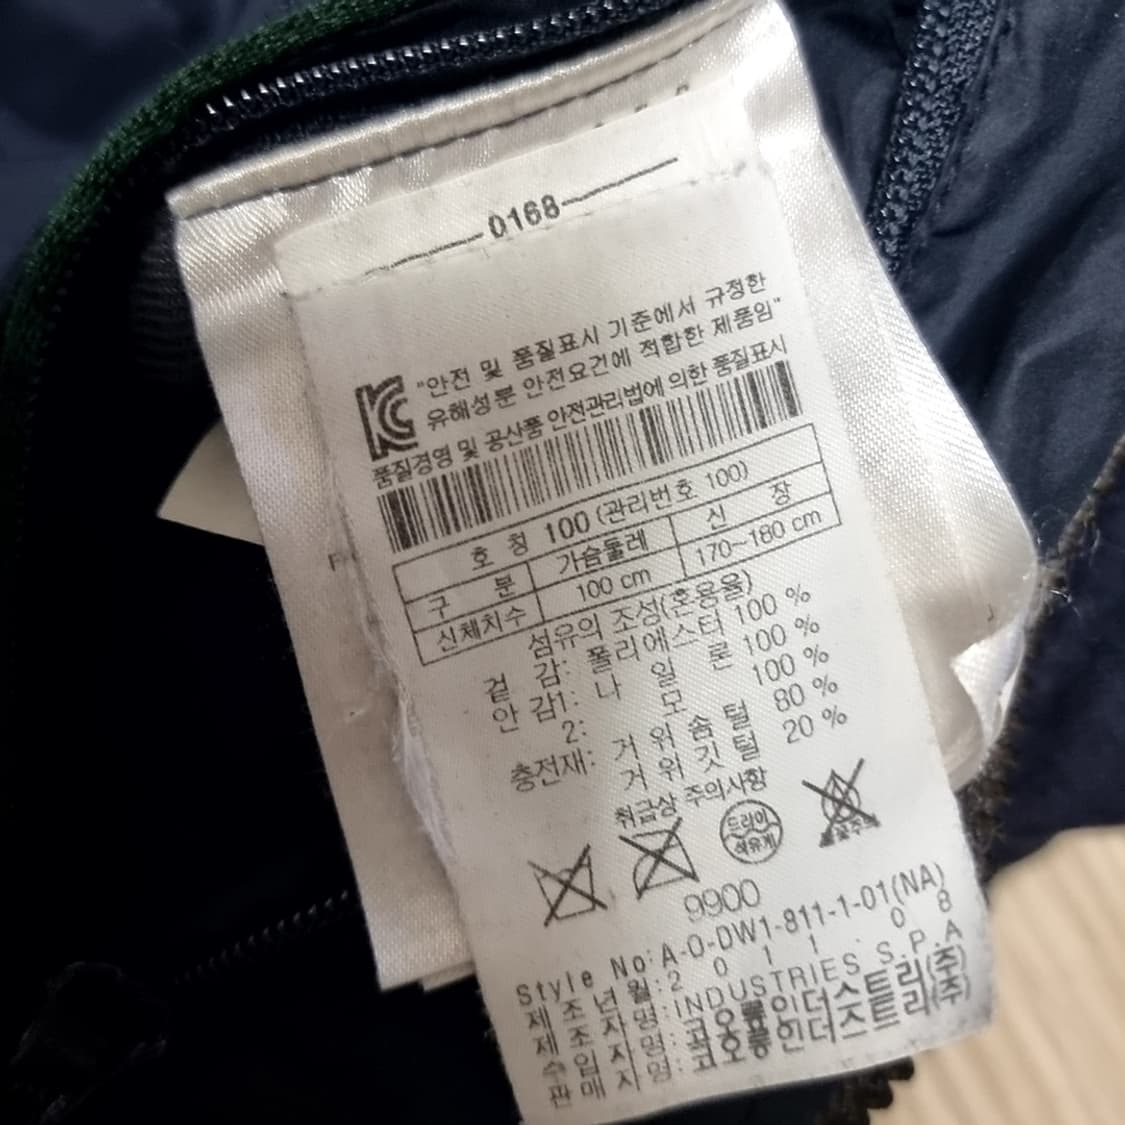 0168
KC
"안전 및 품질표시 기준에서 규정한
유해성분 안전요건에 적합한 제품임"
품질경영 및 공산품 안전관리법에 의한 품질표시
호 청 100 (관리번호 100)
구 분 가슴둘레 신 장
신체치수 100 cm 170~180 cm
섬유의 조성(혼용율)
겉 감: 폴리에스터 100 %
안 감1: 나 일 론 100 %
2: 모 100 %
충전재: 거 위 솜 털 80 %
거 위 깃 털 20 %
취급상 주의사항
드라이
석유계
9900
Style No: A-0-DW1-811-1-01(NA)
제 조 년 월: 2 0 1 1 . 0 8
제 조 자 명: INDUSTRIES S.P.A
수 입 자 명: 코오롱인더스트리(주)
판 매 자 명: 코오롱인더스트리(주)